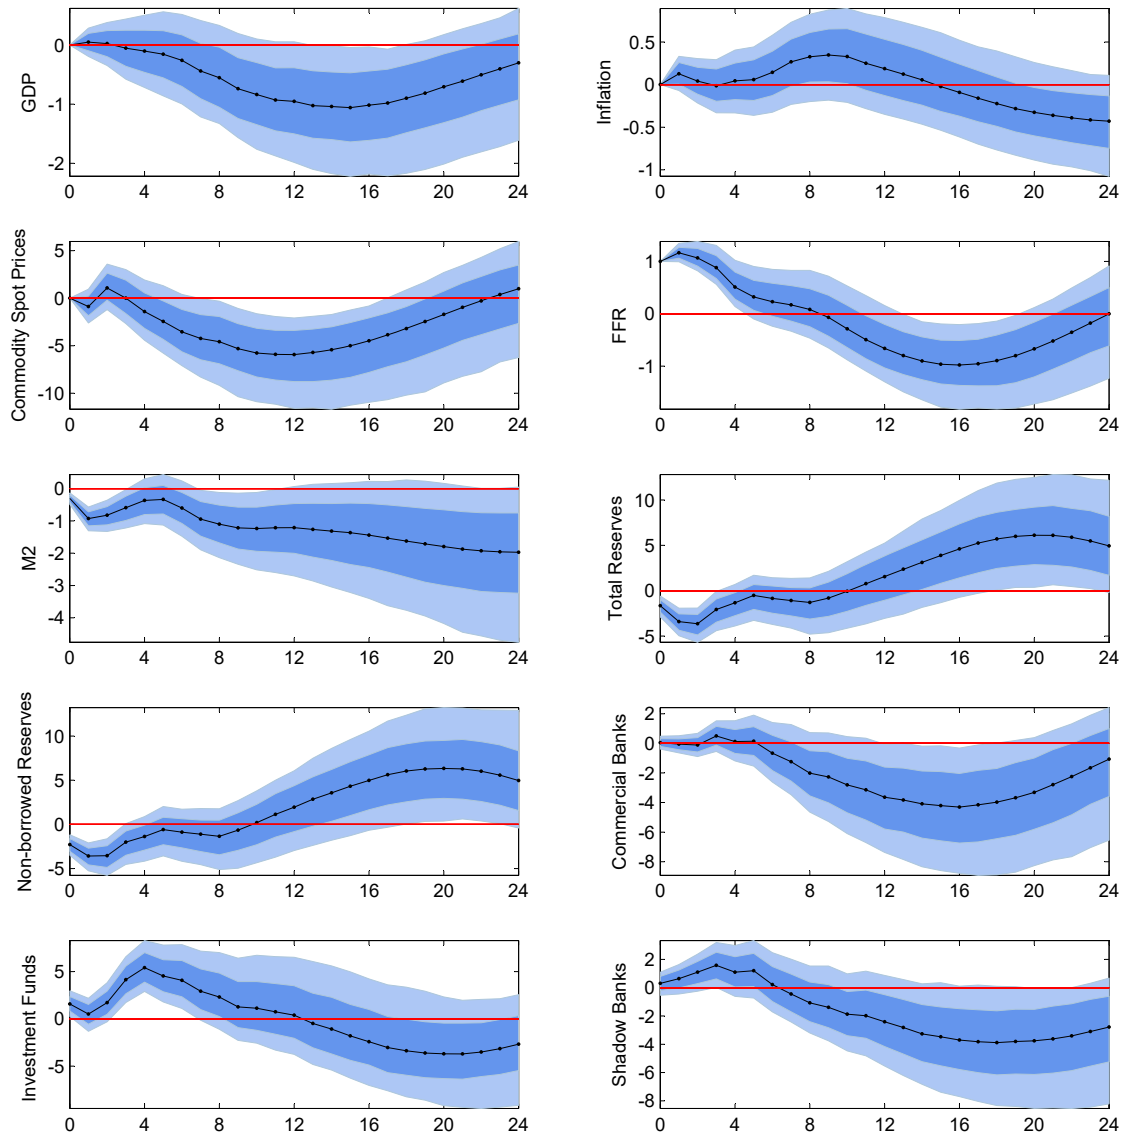 GDP
0
-1
-2
0 4 8 12 16 20 24
Inflation
0.5
0
-0.5
-1
0 4 8 12 16 20 24
Commodity Spot Prices
5
0
-5
-10
0 4 8 12 16 20 24
FFR
1
0
-1
0 4 8 12 16 20 24
M2
0
-1
-2
-3
-4
0 4 8 12 16 20 24
Total Reserves
10
5
0
-5
0 4 8 12 16 20 24
Non-borrowed Reserves
10
5
0
-5
0 4 8 12 16 20 24
Commercial Banks
2
0
-2
-4
-6
-8
0 4 8 12 16 20 24
Investment Funds
5
0
-5
0 4 8 12 16 20 24
Shadow Banks
2
0
-2
-4
-6
-8
0 4 8 12 16 20 24